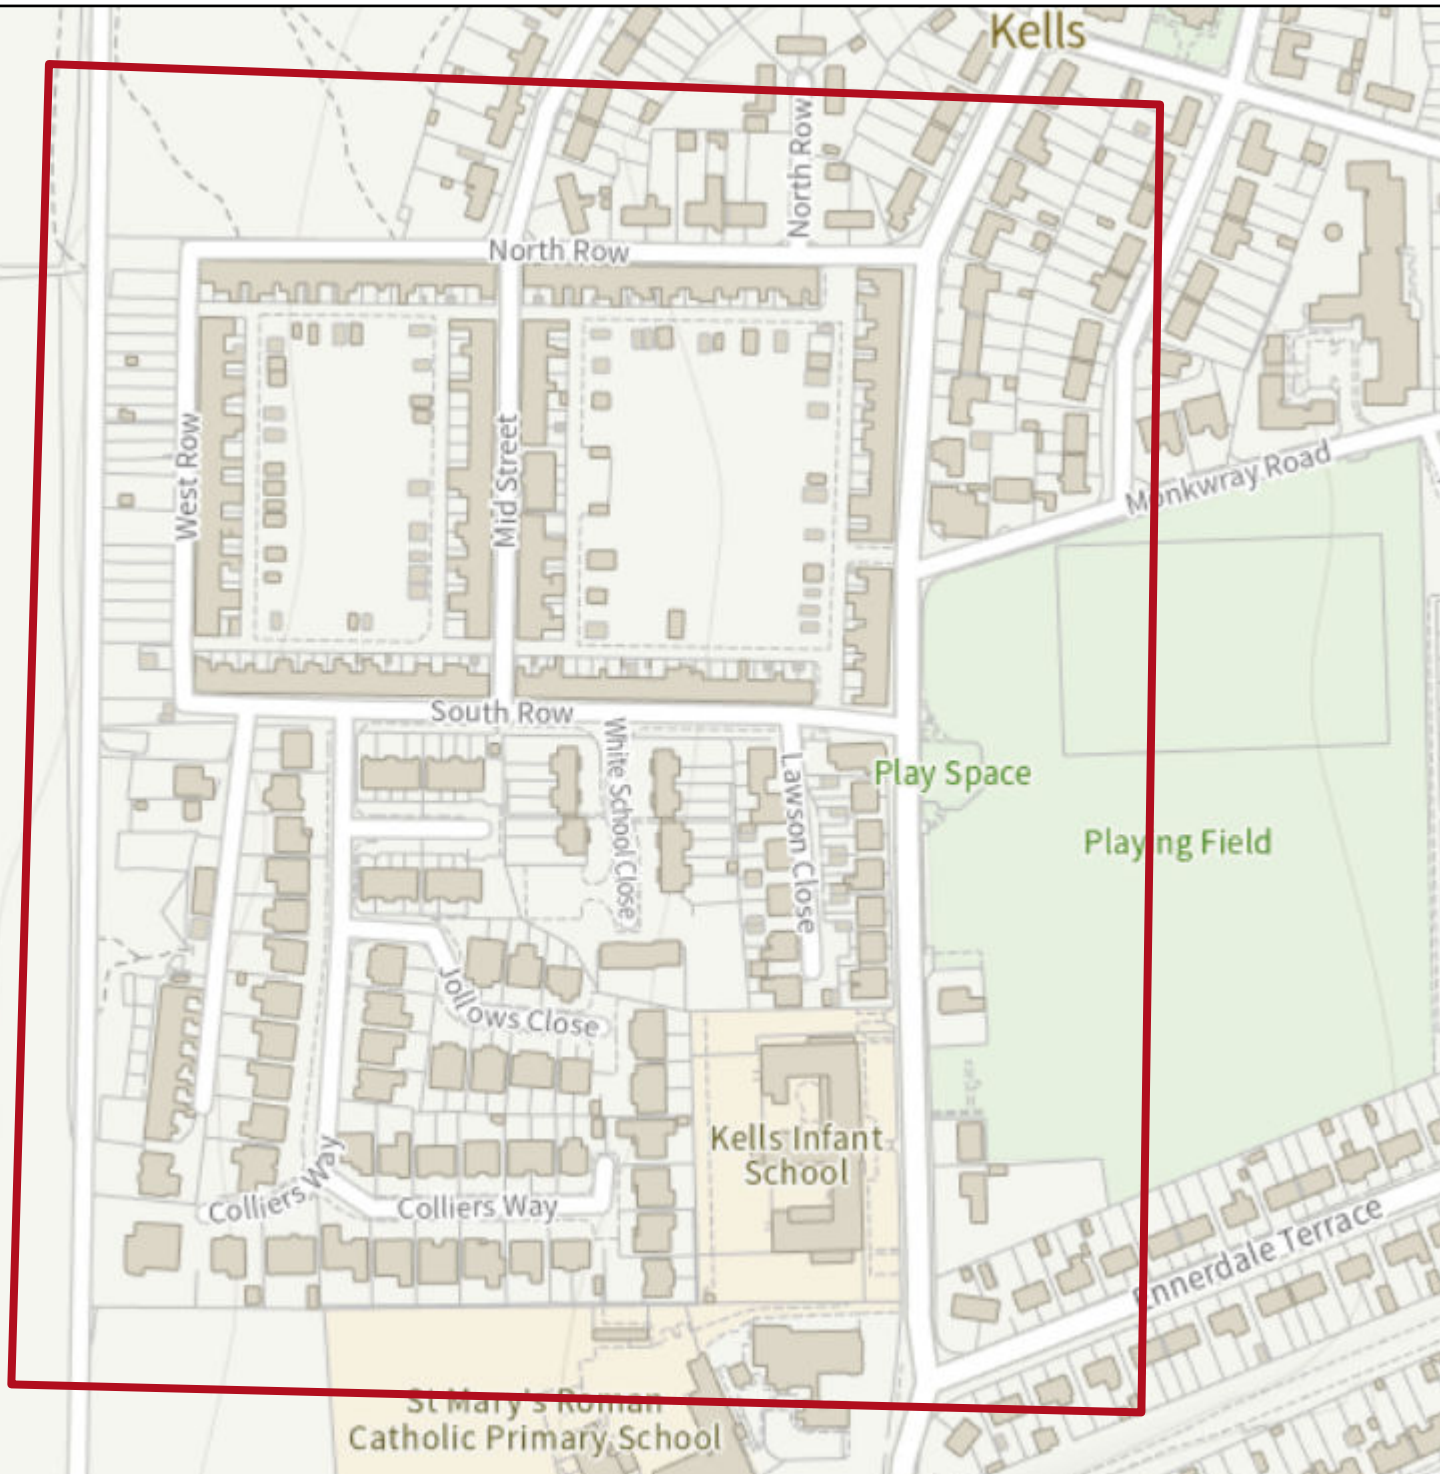 Kells
North Row
North Row
West Row
Mid Street
Monkwray Road
South Row
White School Close
Lawson Close
Play Space
Playing Field
Jollows Close
Kells Infant
School
Colliers Way
Colliers Way
Ennerdale Terrace
St Mary's Roman
Catholic Primary School